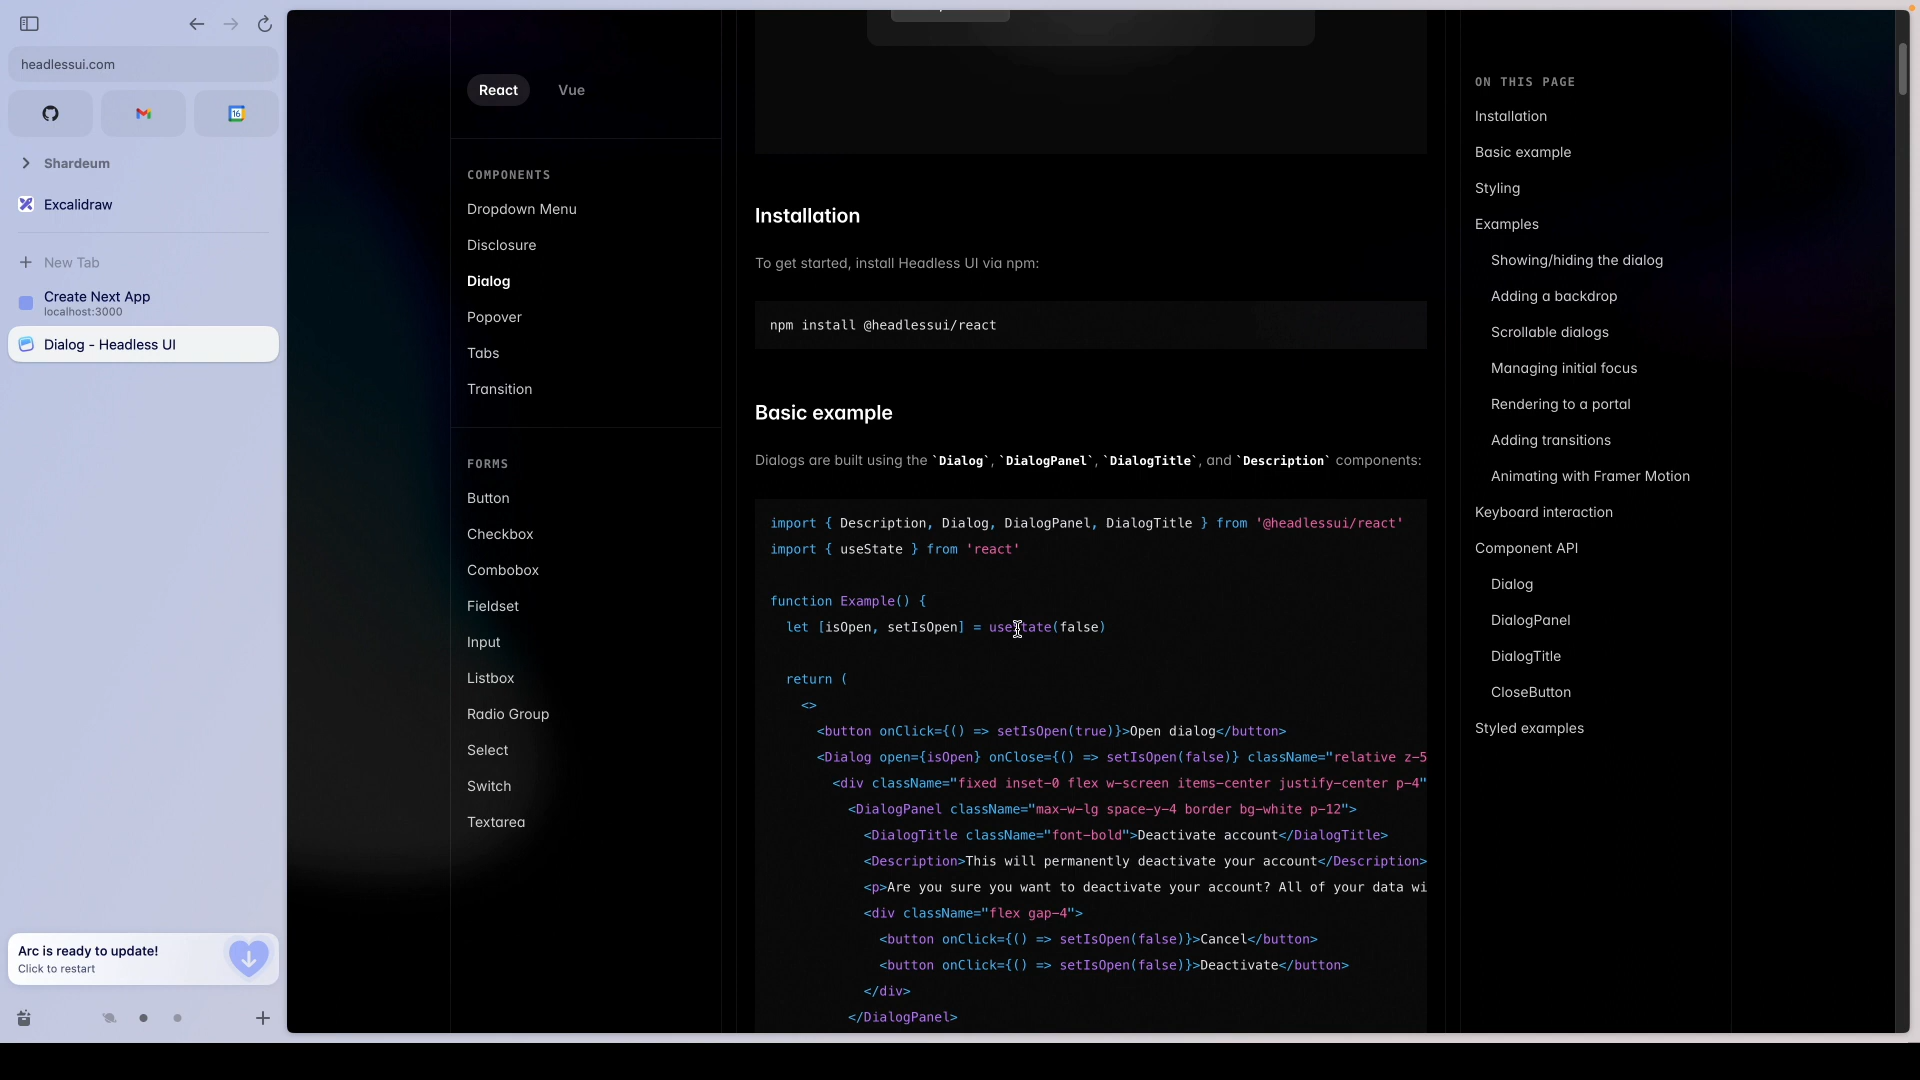 headlessui.com
16
Shardeum
Excalidraw
New Tab
Create Next App
localhost:3000
Dialog - Headless UI
Arc is ready to update!
Click to restart
React
Vue
COMPONENTS
Dropdown Menu
Disclosure
Dialog
Popover
Tabs
Transition
FORMS
Button
Checkbox
Combobox
Fieldset
Input
Listbox
Radio Group
Select
Switch
Textarea
Installation
To get started, install Headless UI via npm:
npm install @headlessui/react
Basic example
Dialogs are built using the `Dialog`, `DialogPanel`, `DialogTitle`, and `Description` components:
import { Description, Dialog, DialogPanel, DialogTitle } from '@headlessui/react'
import { useState } from 'react'
function Example() {
let [isOpen, setIsOpen] = useState(false)
return (
<>
<button onClick={() => setIsOpen(true)}>Open dialog</button>
<Dialog open={isOpen} onClose={() => setIsOpen(false)} className="relative z-5
<div className="fixed inset-0 flex w-screen items-center justify-center p-4"
<DialogPanel className="max-w-lg space-y-4 border bg-white p-12">
<DialogTitle className="font-bold">Deactivate account</DialogTitle>
<Description>This will permanently deactivate your account</Description>
<p>Are you sure you want to deactivate your account? All of your data wi
<div className="flex gap-4">
<button onClick={() => setIsOpen(false)}>Cancel</button>
<button onClick={() => setIsOpen(false)}>Deactivate</button>
</div>
</DialogPanel>
ON THIS PAGE
Installation
Basic example
Styling
Examples
Showing/hiding the dialog
Adding a backdrop
Scrollable dialogs
Managing initial focus
Rendering to a portal
Adding transitions
Animating with Framer Motion
Keyboard interaction
Component API
Dialog
DialogPanel
DialogTitle
CloseButton
Styled examples